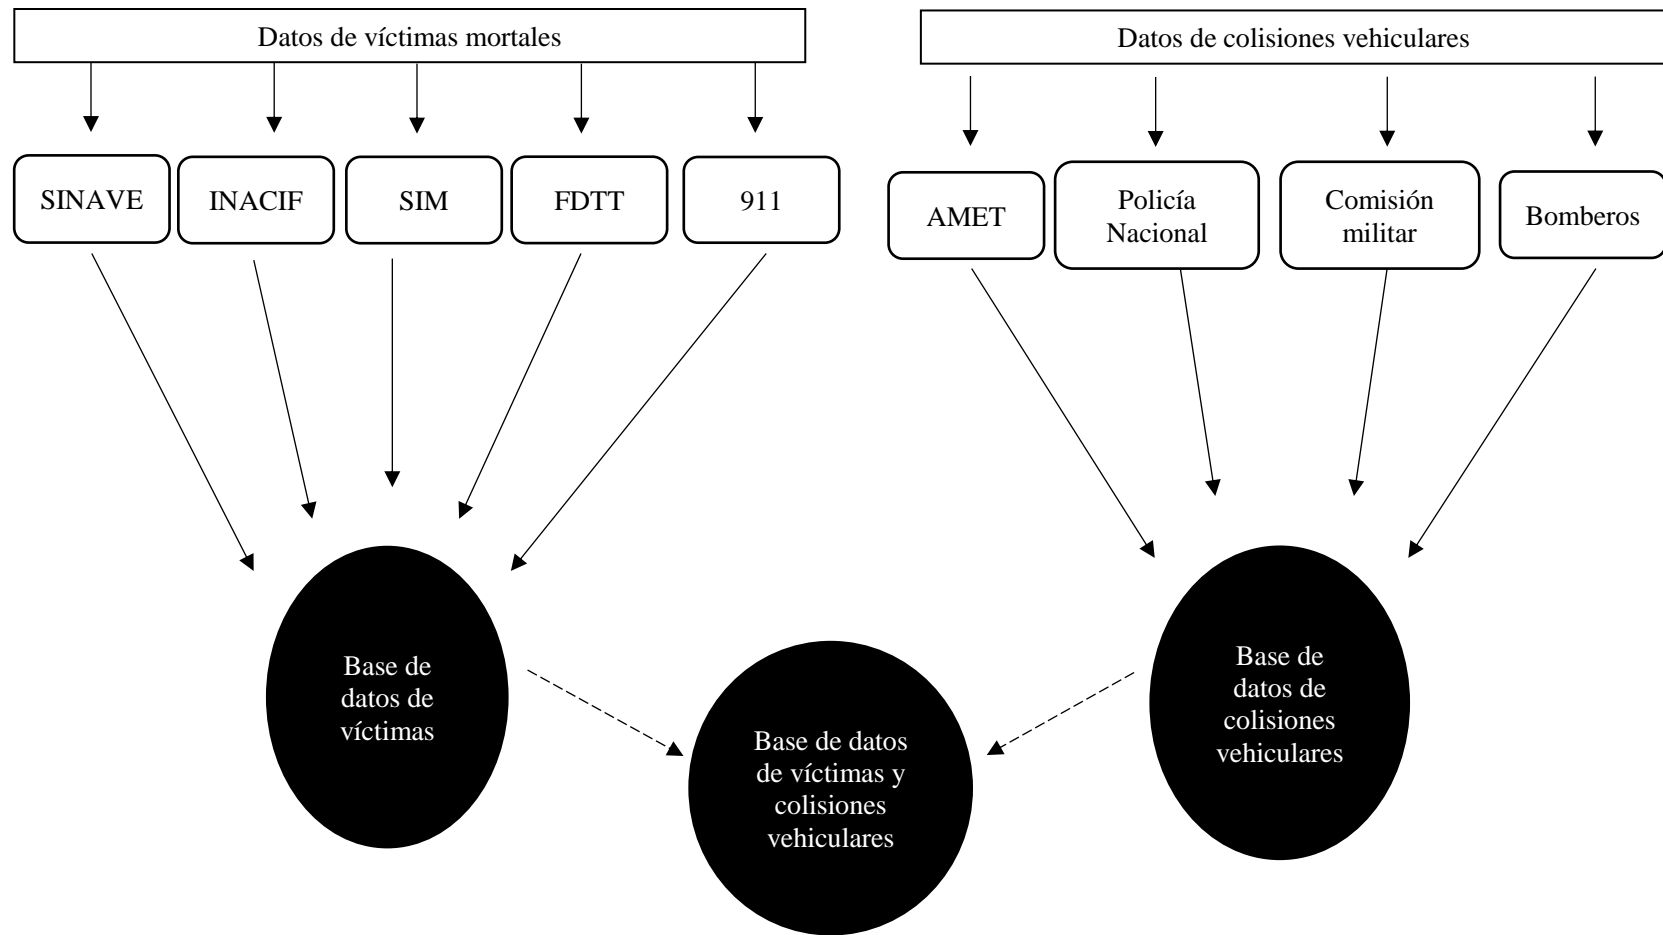 Datos de víctimas mortales
Datos de colisiones vehiculares
SINAVE
INACIF
SIM
FDTT
911
AMET
Policía
Nacional
Comisión
militar
Bomberos
Base de
datos de
víctimas
Base de datos
de víctimas y
colisiones
vehiculares
Base de
datos de
colisiones
vehiculares